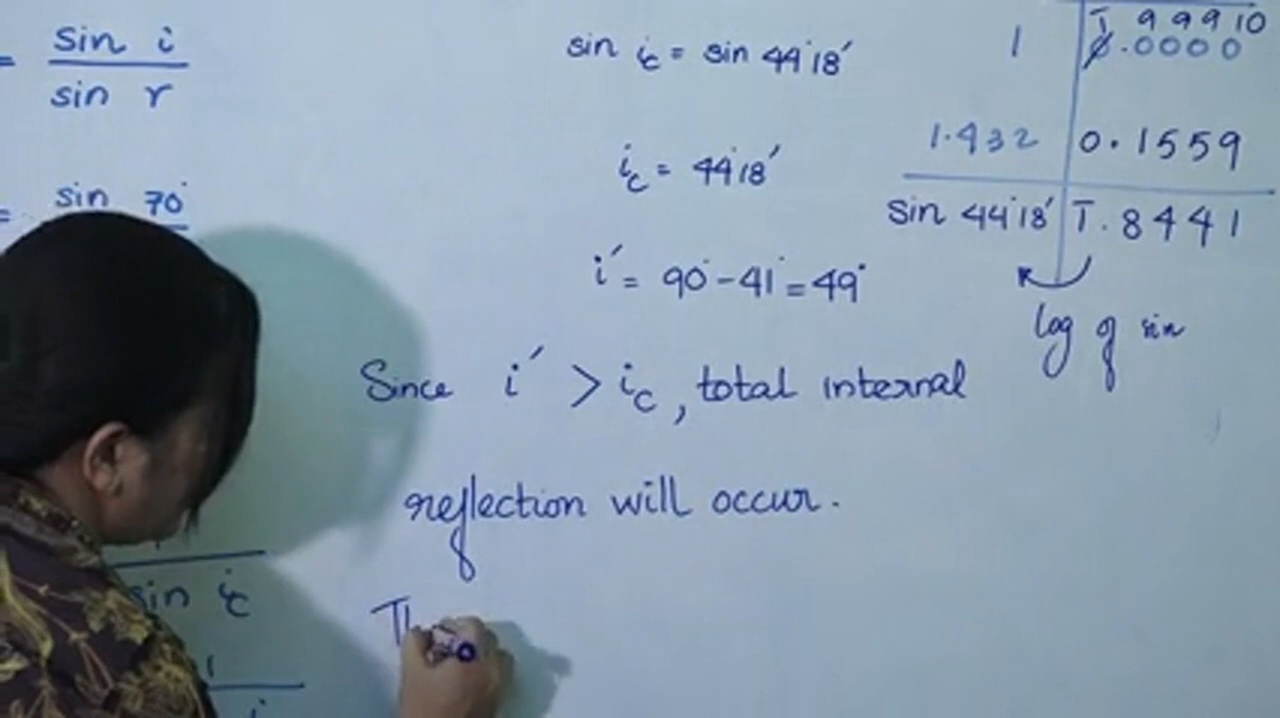 = sin i
sin r
= sin 70°
sin ic
1
i
sin ic = sin 44°18′
ic = 44°18′
i′ = 90° - 41° = 49°
Since i′ > ic, total internal
reflection will occur.
Th
T 9 9 9 10
1 0.0000
1.432 0.1559
sin 44°18′ T.8441
log of sin